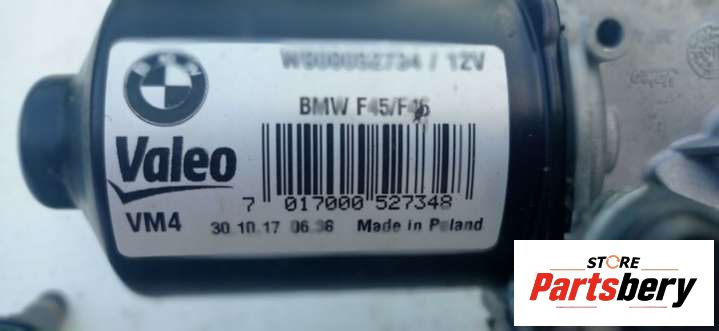 BMW
W000052734 / 12V
BMW F45/F46
Valeo
7 017000 527348
VM4
30.10.17 06:36 Made in Poland
STORE
Partsbery